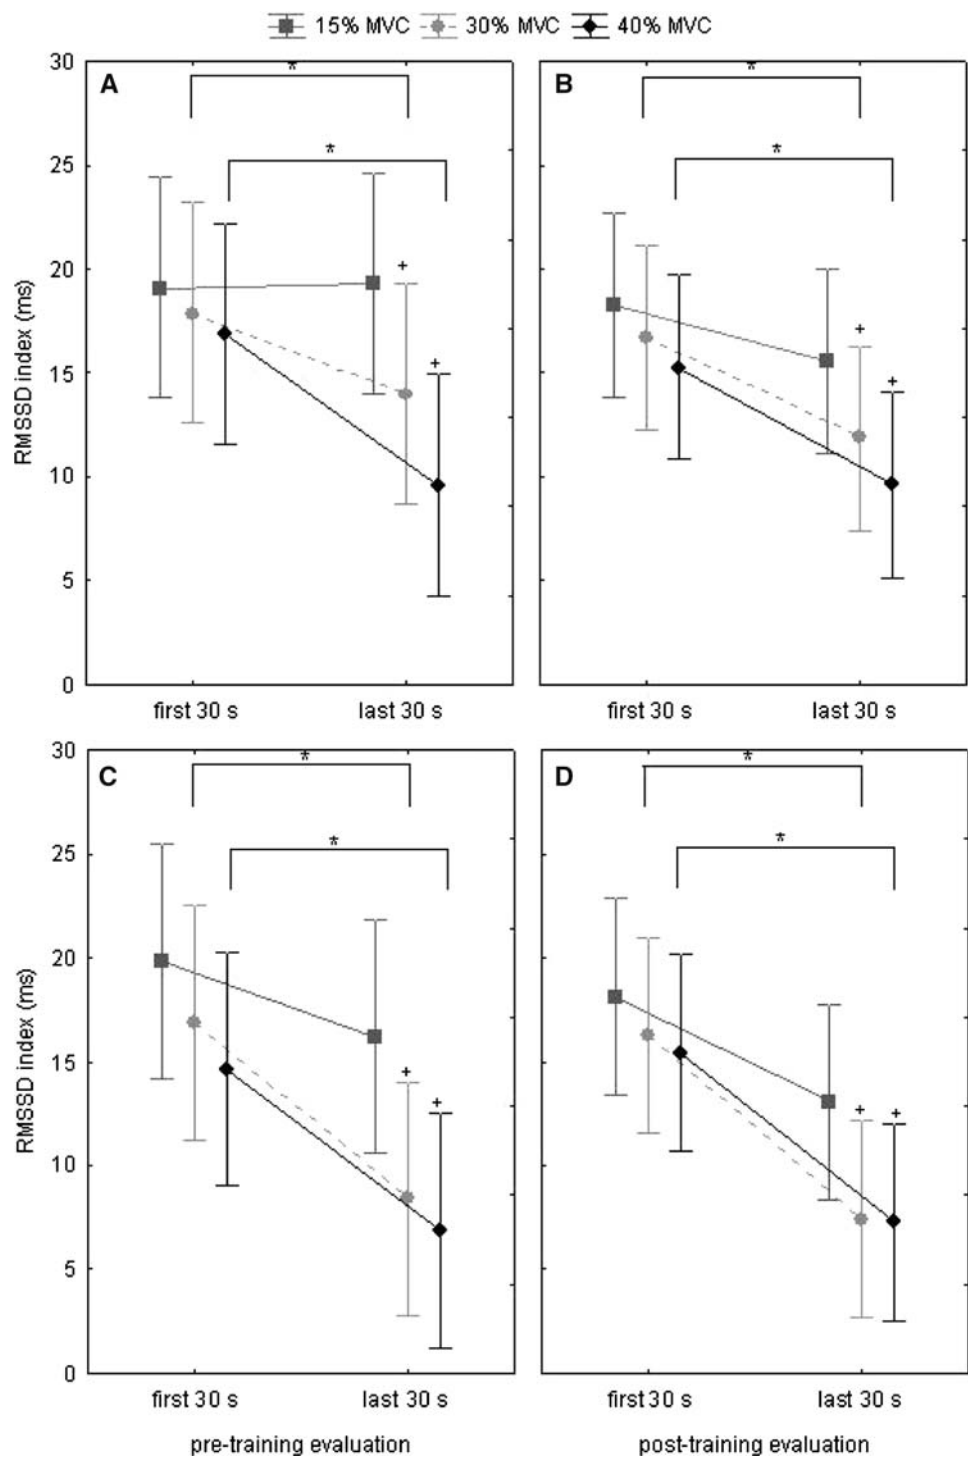 15% MVC 30% MVC 40% MVC
30
A
*
B
*
25
*
*
20
+
+
15
+
+
10
5
0
RMSSD index (ms)
first 30 s last 30 s
first 30 s last 30 s
30
C
*
D
*
25
*
*
20
15
+
+
+ +
10
5
0
RMSSD index (ms)
first 30 s last 30 s
first 30 s last 30 s
pre-training evaluation
post-training evaluation